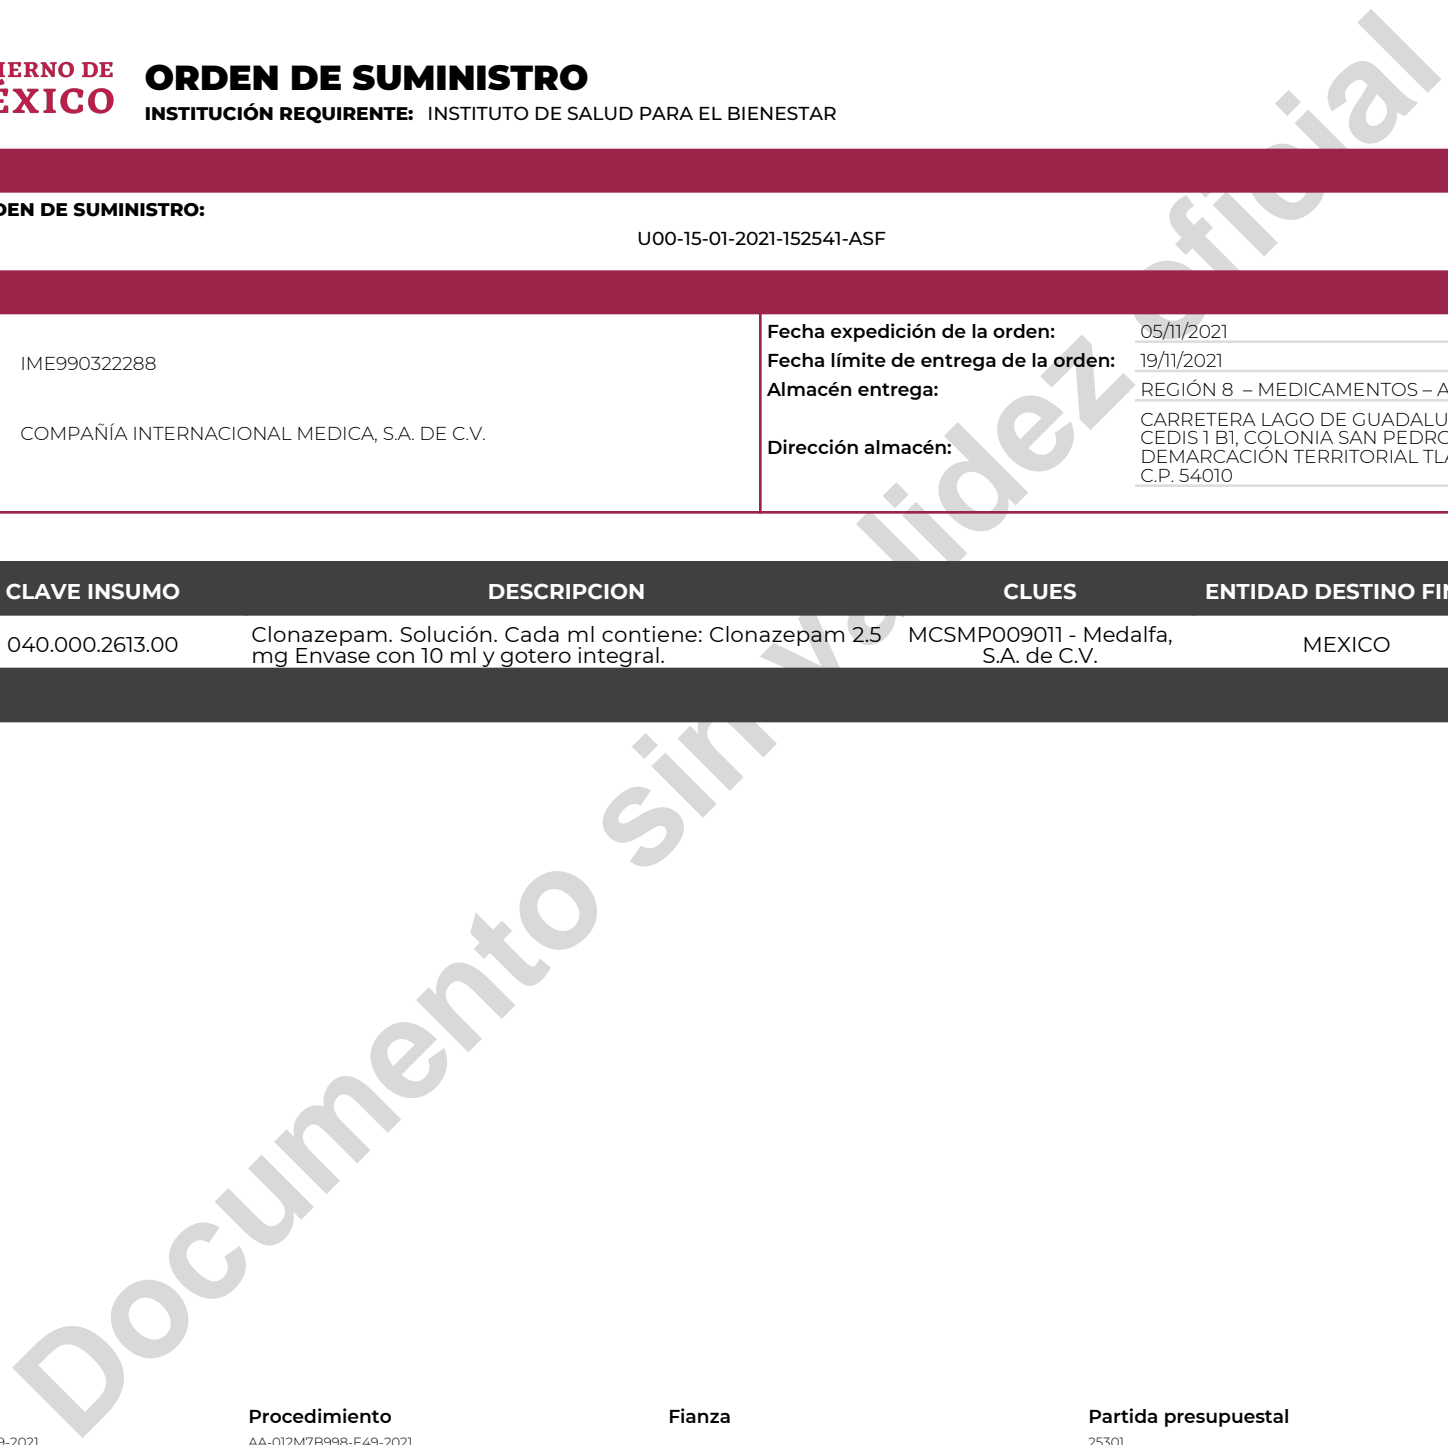 IERNO DE
ÉXICO
ORDEN DE SUMINISTRO
INSTITUCIÓN REQUIRENTE: INSTITUTO DE SALUD PARA EL BIENESTAR
DEN DE SUMINISTRO:
U00-15-01-2021-152541-ASF
IME990322288
COMPAÑÍA INTERNACIONAL MEDICA, S.A. DE C.V.
Fecha expedición de la orden: 05/11/2021
Fecha límite de entrega de la orden: 19/11/2021
Almacén entrega: REGIÓN 8 – MEDICAMENTOS – A
Dirección almacén:
CARRETERA LAGO DE GUADALU
CEDIS 1 B1, COLONIA SAN PEDRO
DEMARCACIÓN TERRITORIAL TLA
C.P. 54010
CLAVE INSUMO DESCRIPCION CLUES ENTIDAD DESTINO FIN
040.000.2613.00
Clonazepam. Solución. Cada ml contiene: Clonazepam 2.5
mg Envase con 10 ml y gotero integral.
MCSMP009011 - Medalfa,
S.A. de C.V.
MEXICO
Documento sin validez oficial
Procedimiento Fianza Partida presupuestal
9-2021 AA-012M7B998-E49-2021 25301